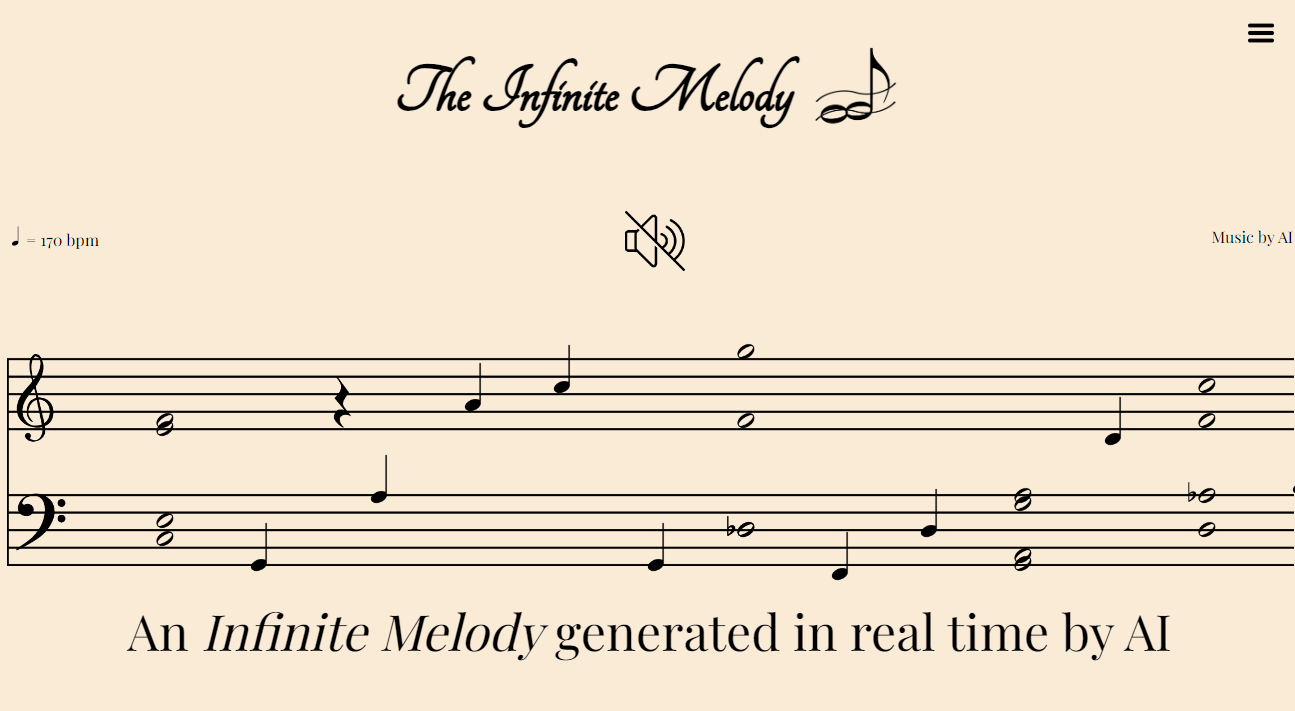 The Infinite Melody
= 170 bpm
Music by AI
An Infinite Melody generated in real time by AI